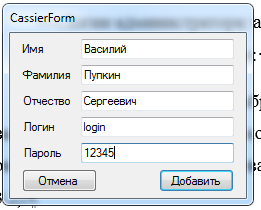 CassierForm
Имя Василий
Фамилия Пупкин
Отчество Сергеевич
Логин login
Пароль 12345
Отмена Добавить